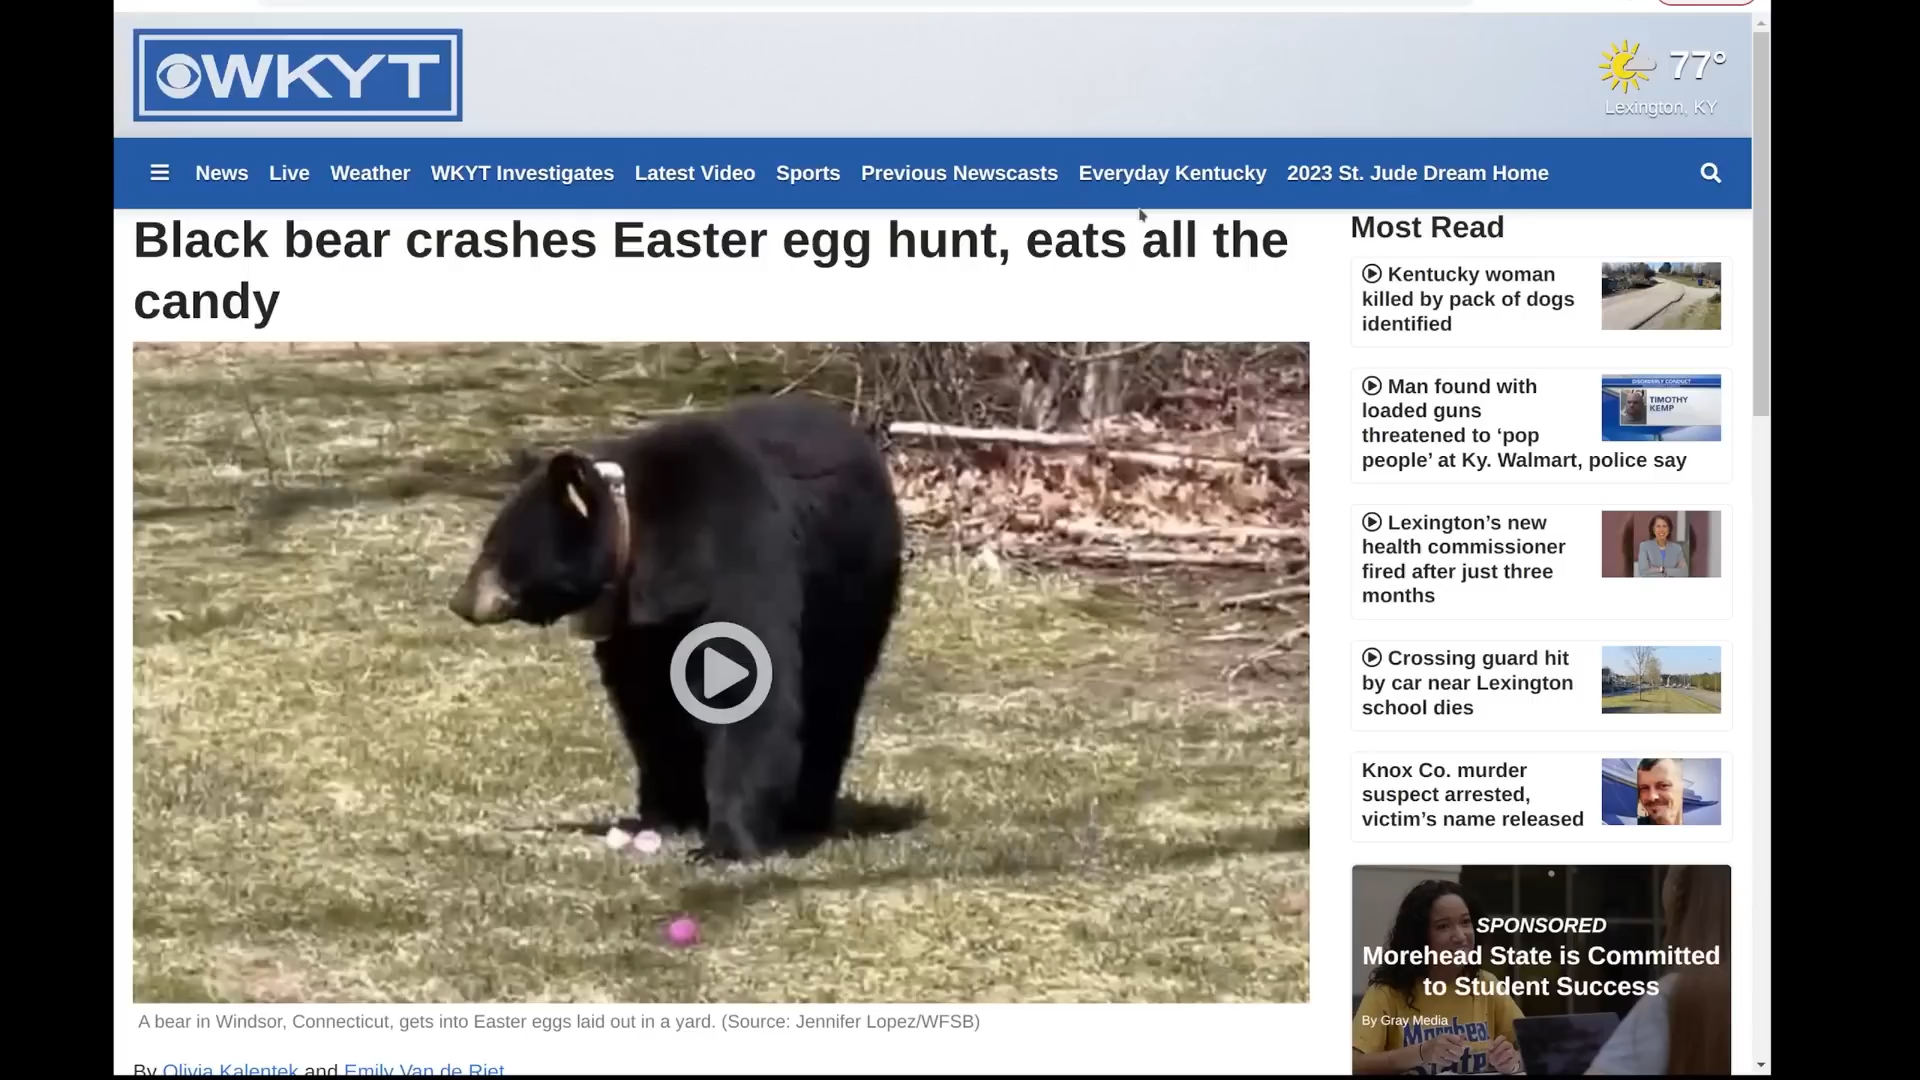 WKYT
77°
Lexington, KY
News Live Weather WKYT Investigates Latest Video Sports Previous Newscasts Everyday Kentucky 2023 St. Jude Dream Home
Black bear crashes Easter egg hunt, eats all the
candy
A bear in Windsor, Connecticut, gets into Easter eggs laid out in a yard. (Source: Jennifer Lopez/WFSB)
By Olivia Kalentek and Emily Van de Riet
Most Read
Kentucky woman
killed by pack of dogs
identified
Man found with
loaded guns
threatened to ‘pop
people’ at Ky. Walmart, police say
DISORDERLY CONDUCT
TIMOTHY
KEMP
Lexington’s new
health commissioner
fired after just three
months
Crossing guard hit
by car near Lexington
school dies
Knox Co. murder
suspect arrested,
victim’s name released
SPONSORED
Morehead State is Committed
to Student Success
By Gray Media